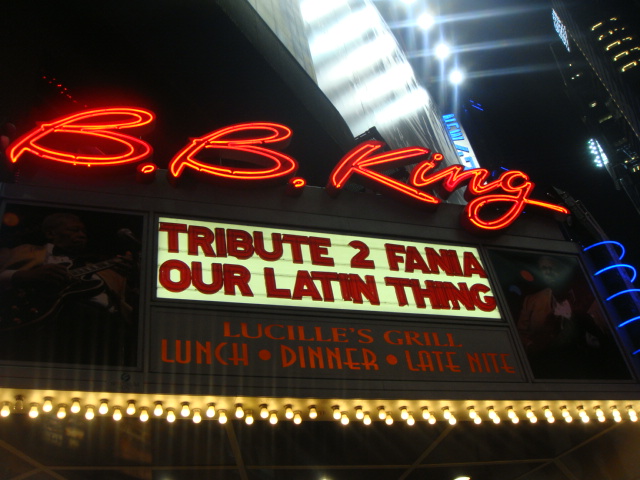 B.B. King
TRIBUTE 2 FANIA
OUR LATIN THING
LUCILLE'S GRILL
LUNCH • DINNER • LATE NITE